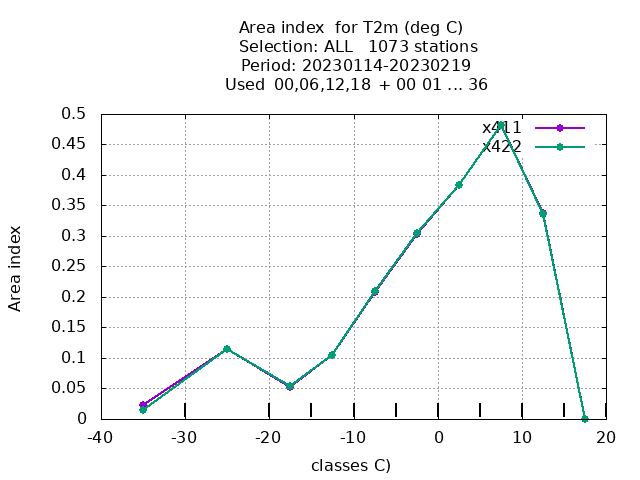 Area index  for T2m (deg C)
Selection: ALL   1073 stations
Period: 20230114-20230219
Used  00,06,12,18  + 00 01 ... 36
0.5
0.45
0.4
0.35
0.3
0.25
0.2
0.15
0.1
0.05
0
Area index
x411
x422
-40 -30 -20 -10 0 10 20
classes C)